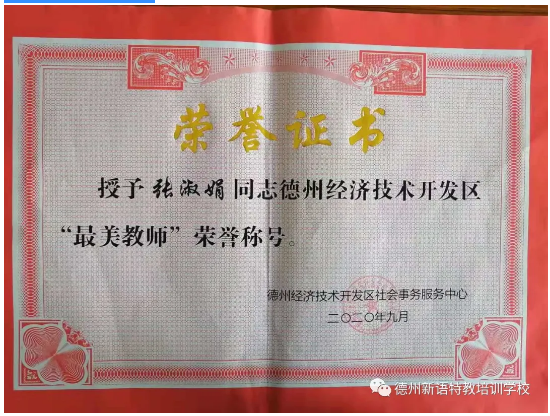 荣誉证书
授予张淑娟同志德州经济技术开发区
“最美教师”荣誉称号。
德州经济技术开发区社会事务服务中心
二〇二〇年九月
德州新语特教培训学校